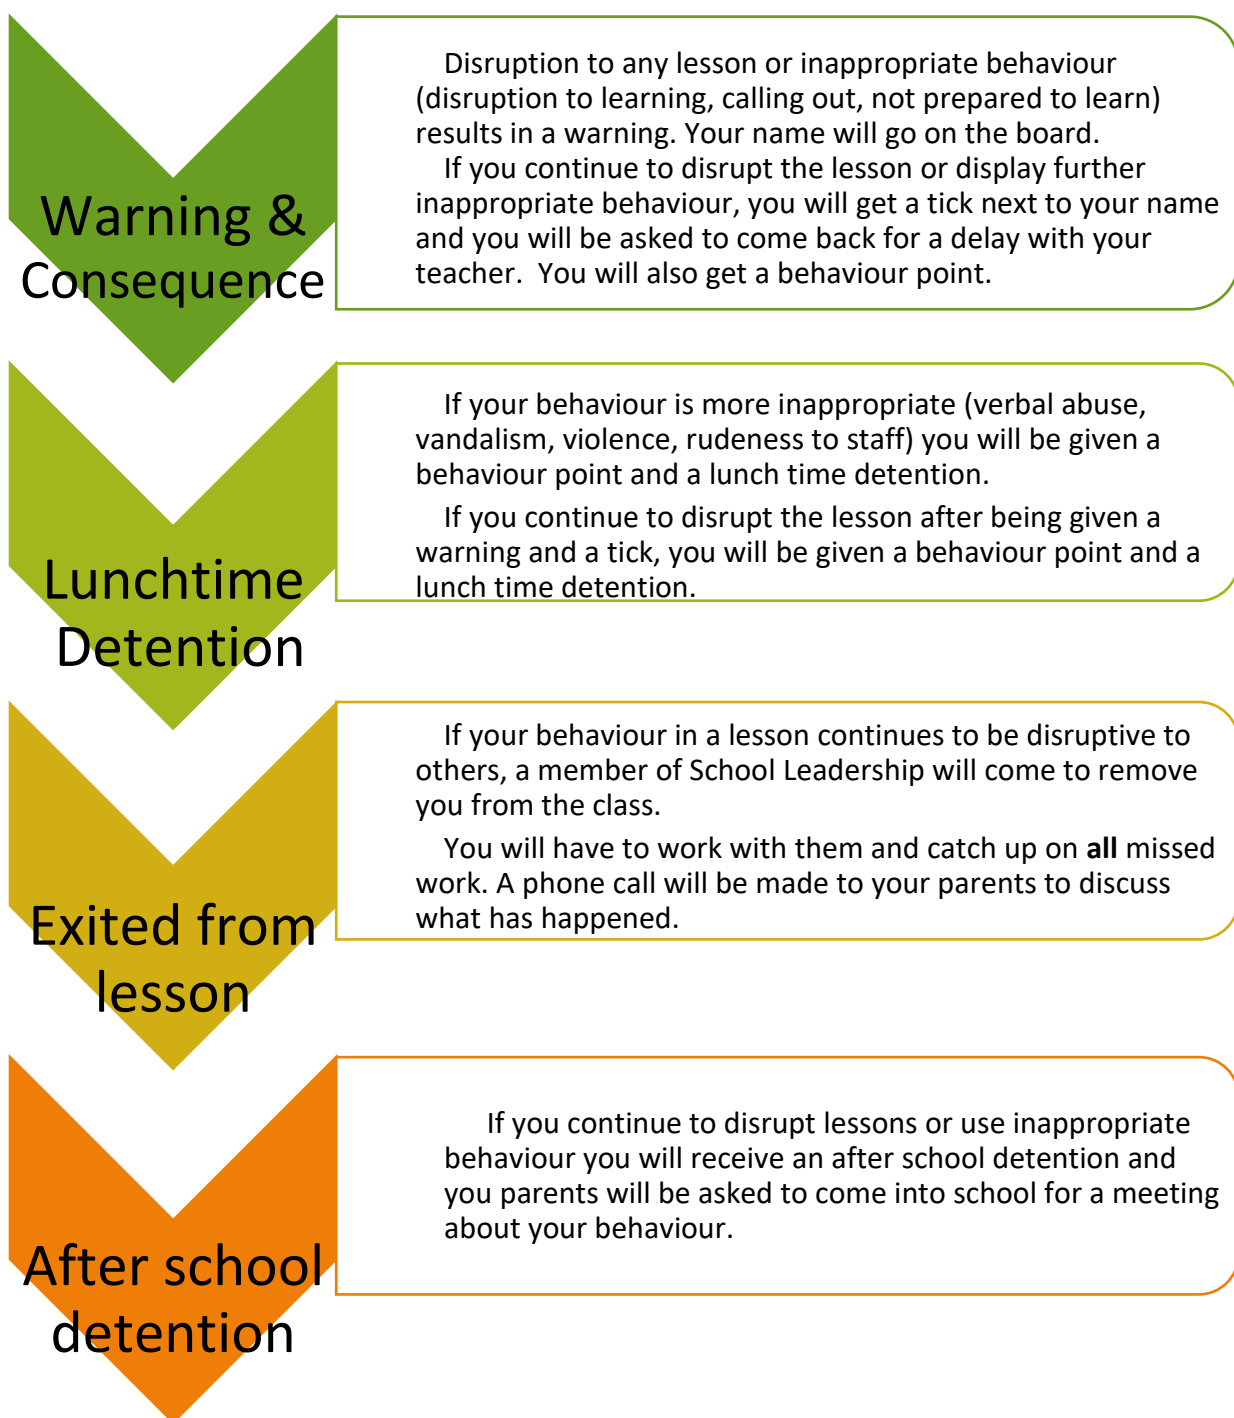 Warning &
Consequence
Disruption to any lesson or inappropriate behaviour
(disruption to learning, calling out, not prepared to learn)
results in a warning. Your name will go on the board.
If you continue to disrupt the lesson or display further
inappropriate behaviour, you will get a tick next to your name
and you will be asked to come back for a delay with your
teacher.  You will also get a behaviour point.
Lunchtime
Detention
If your behaviour is more inappropriate (verbal abuse,
vandalism, violence, rudeness to staff) you will be given a
behaviour point and a lunch time detention.
If you continue to disrupt the lesson after being given a
warning and a tick, you will be given a behaviour point and a
lunch time detention.
Exited from
lesson
If your behaviour in a lesson continues to be disruptive to
others, a member of School Leadership will come to remove
you from the class.
You will have to work with them and catch up on all missed
work. A phone call will be made to your parents to discuss
what has happened.
After school
detention
If you continue to disrupt lessons or use inappropriate
behaviour you will receive an after school detention and
you parents will be asked to come into school for a meeting
about your behaviour.